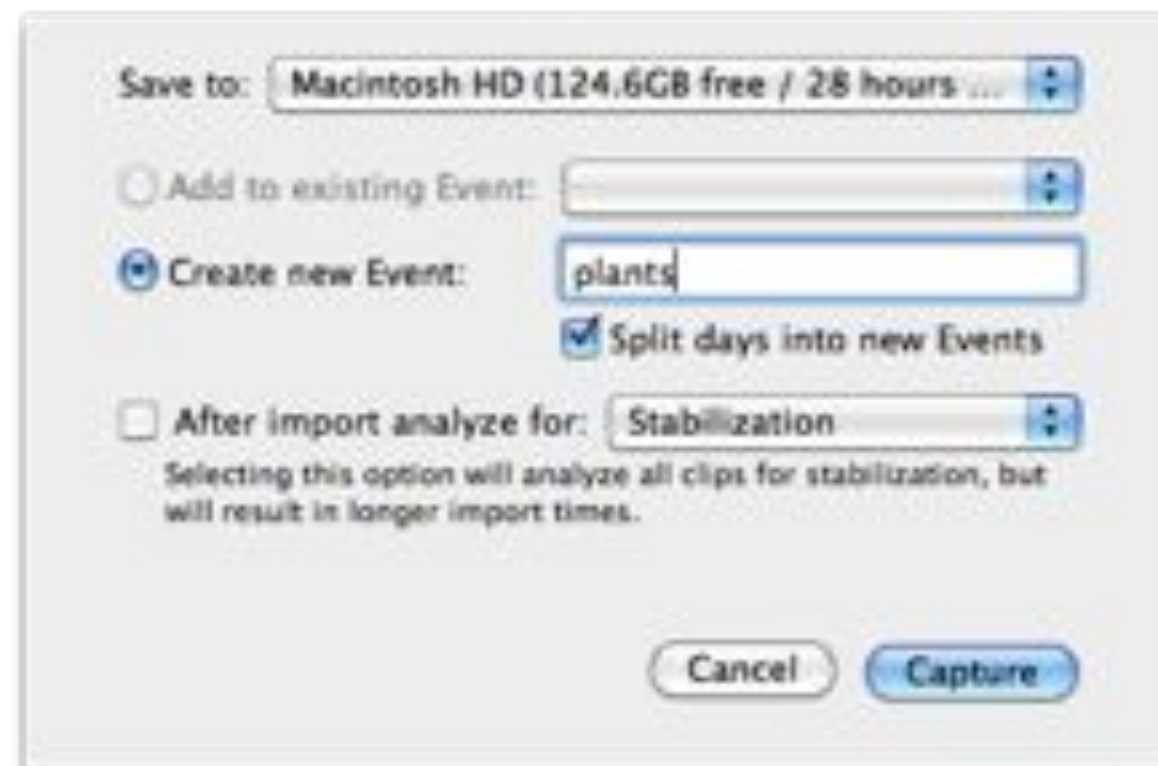 Save to: Macintosh HD (124.6GB free / 28 hours ...
Add to existing Event:
Create new Event: plants
Split days into new Events
After import analyze for: Stabilization
Selecting this option will analyze all clips for stabilization, but
will result in longer import times.
Cancel Capture